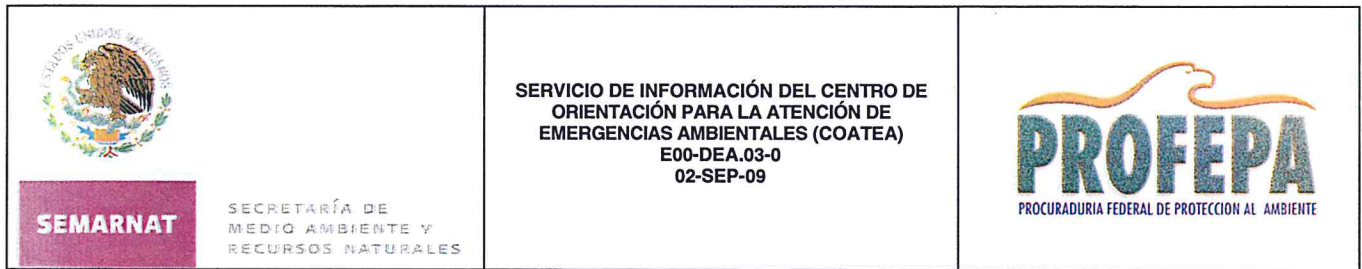 ESTADOS UNIDOS MEXICANOS
SEMARNAT
SECRETARÍA DE
MEDIO AMBIENTE Y
RECURSOS NATURALES
SERVICIO DE INFORMACIÓN DEL CENTRO DE
ORIENTACIÓN PARA LA ATENCIÓN DE
EMERGENCIAS AMBIENTALES (COATEA)
E00-DEA.03-0
02-SEP-09
PROFEPA
PROCURADURIA FEDERAL DE PROTECCION AL AMBIENTE